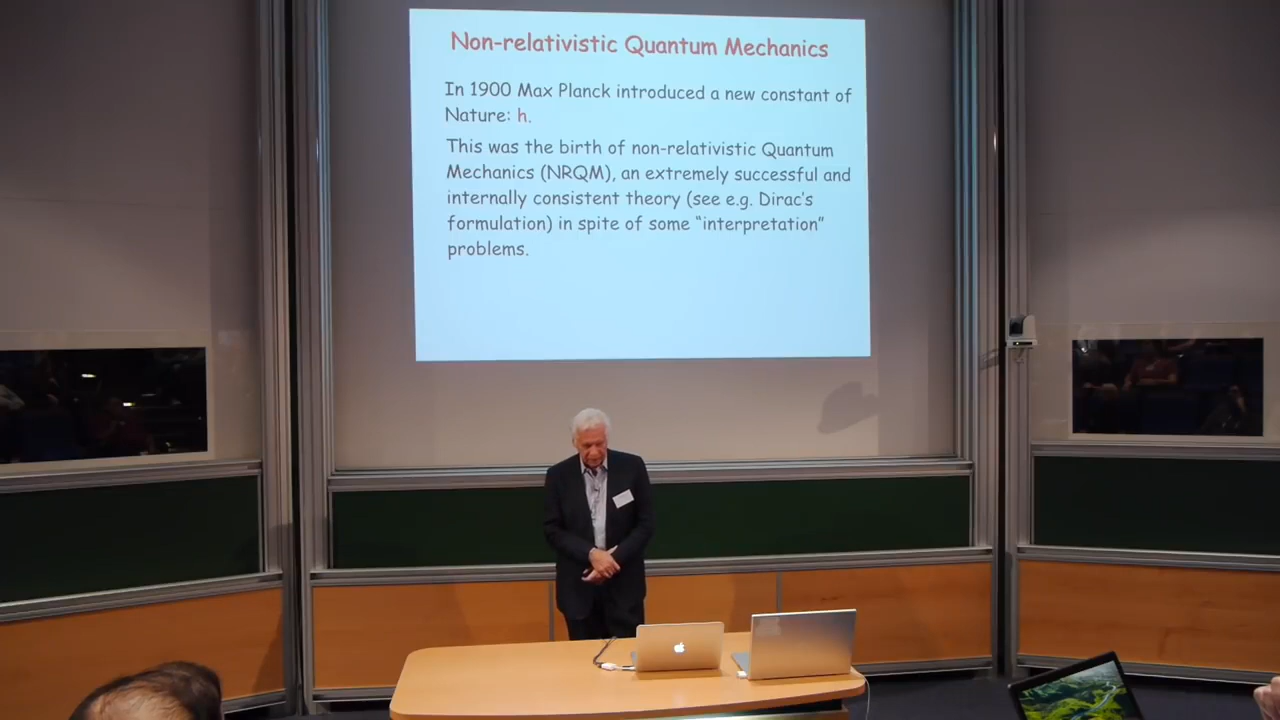 Non-relativistic Quantum Mechanics
In 1900 Max Planck introduced a new constant of
Nature: h.
This was the birth of non-relativistic Quantum
Mechanics (NRQM), an extremely successful and
internally consistent theory (see e.g. Dirac's
formulation) in spite of some “interpretation”
problems.